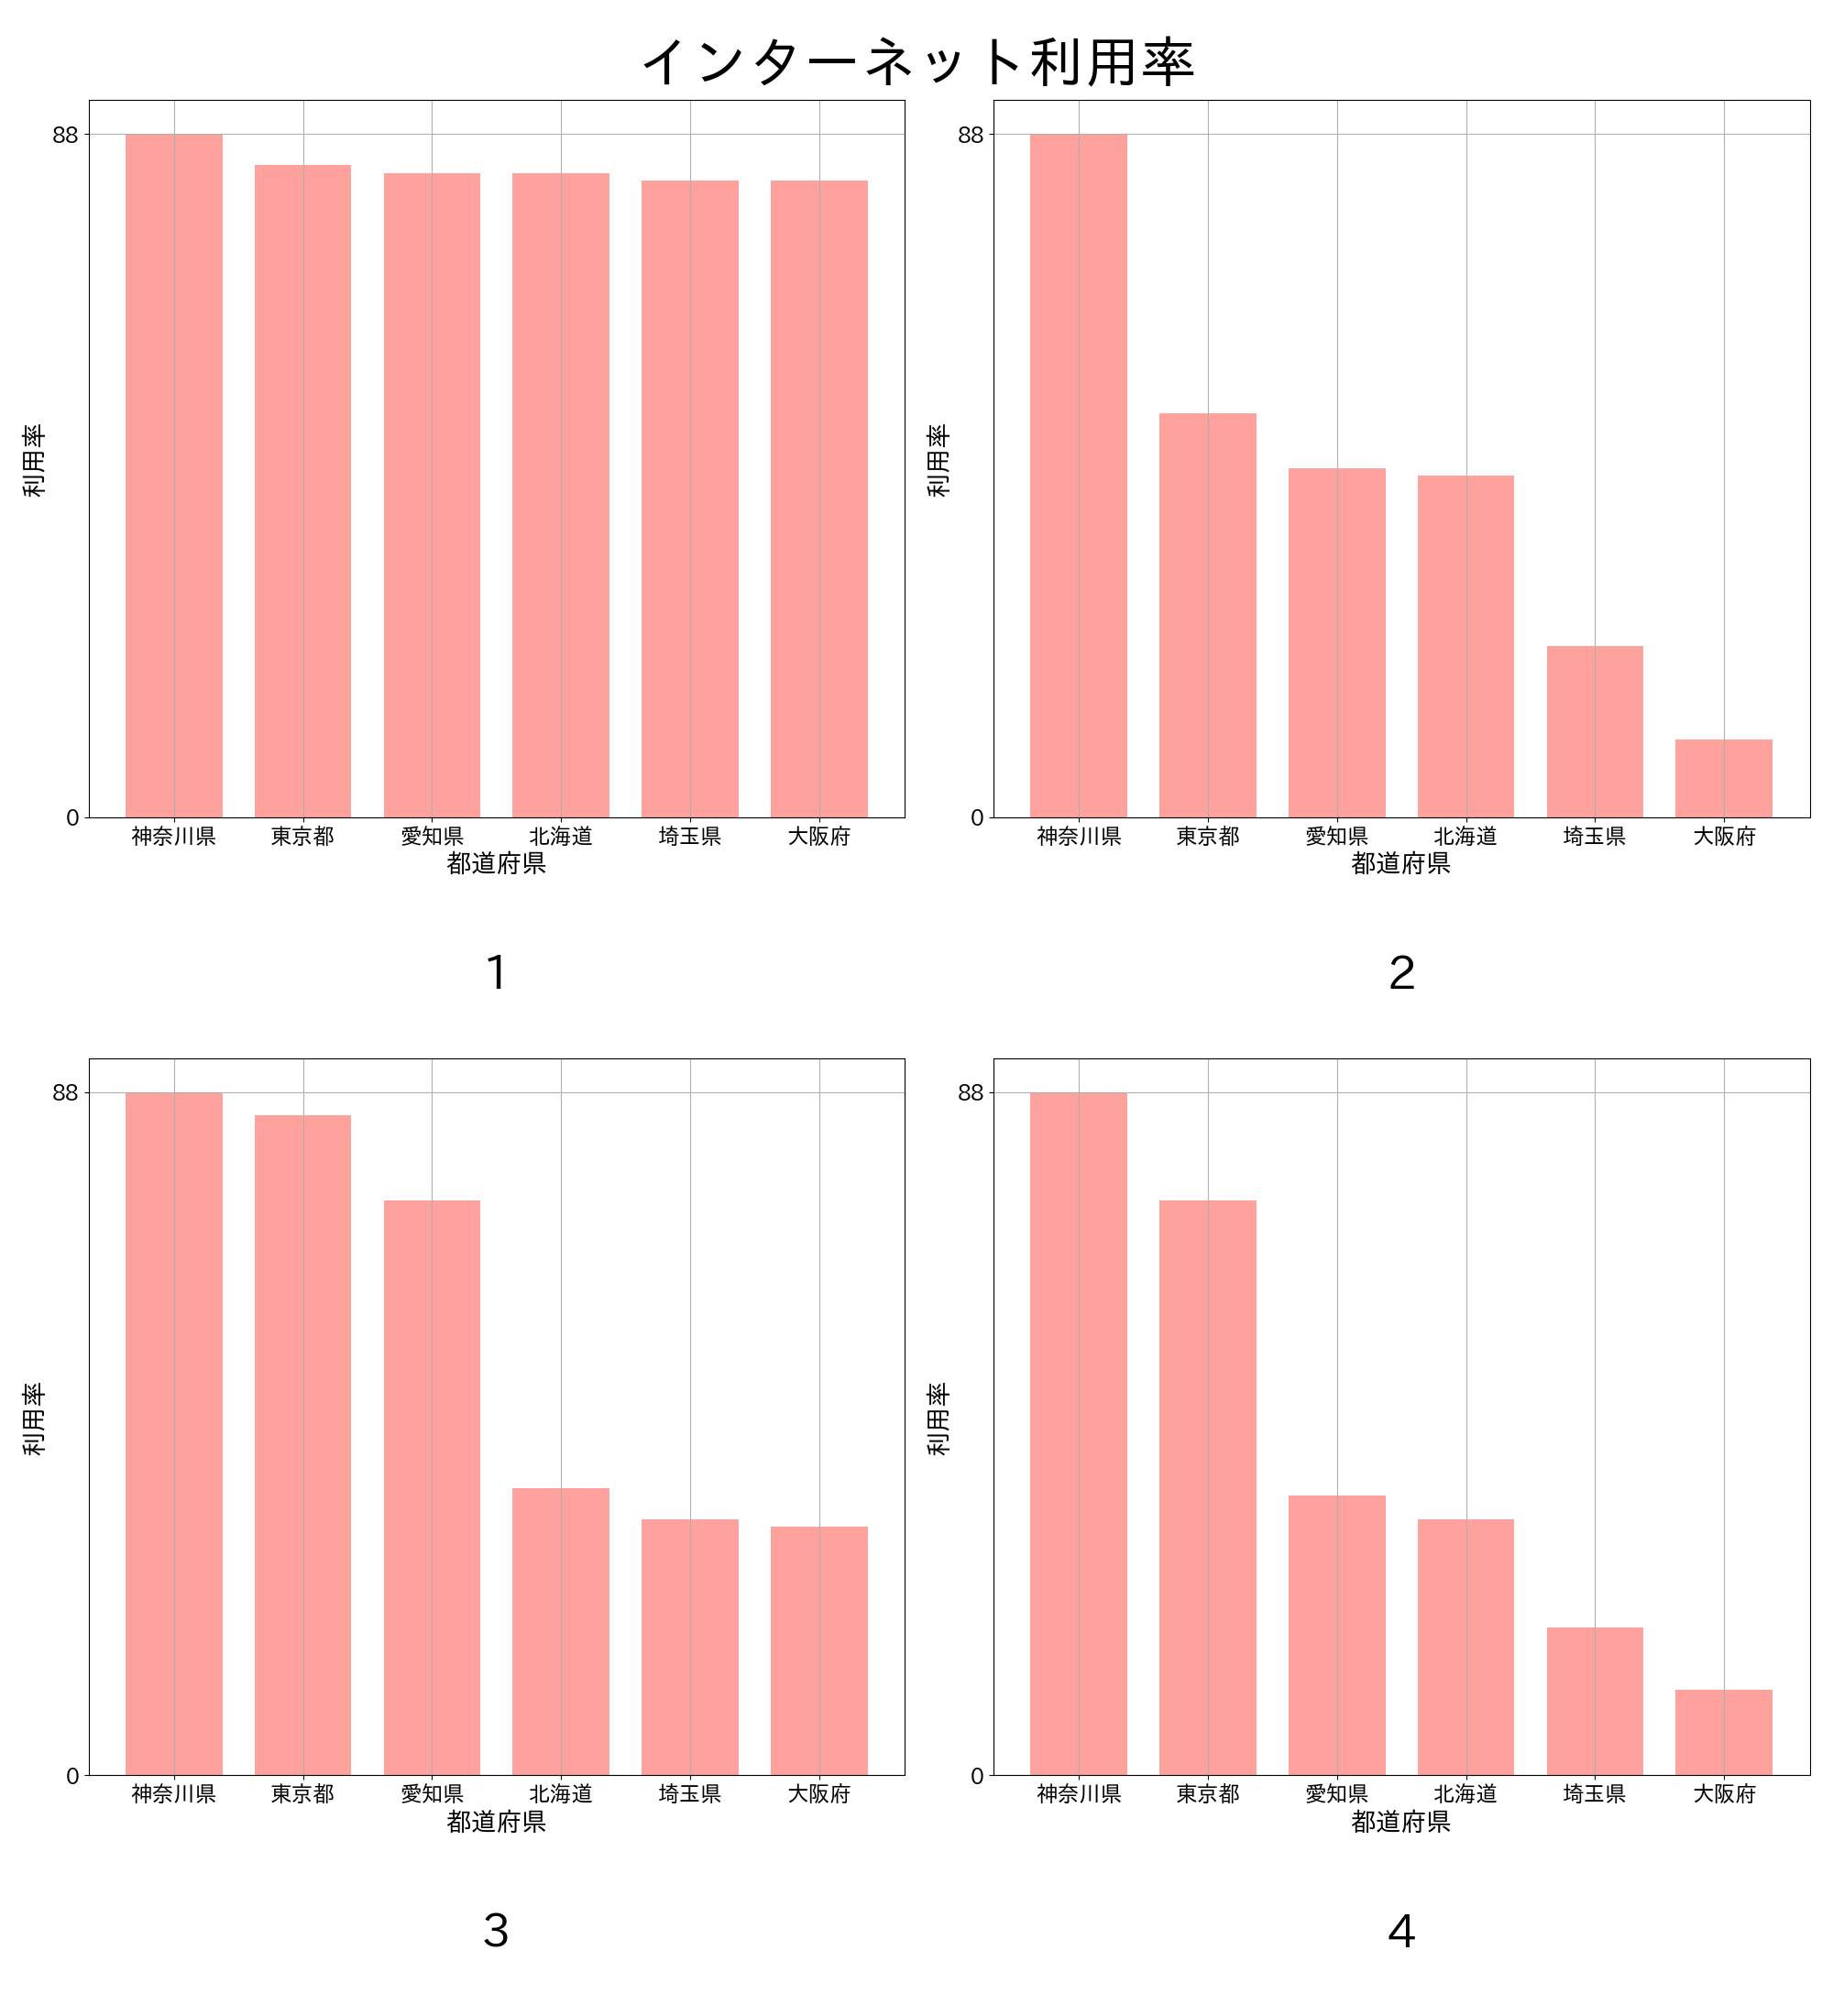 インターネット利用率
88
0
利用率
神奈川県 東京都 愛知県 北海道 埼玉県 大阪府
都道府県
1
88
0
利用率
神奈川県 東京都 愛知県 北海道 埼玉県 大阪府
都道府県
2
88
0
利用率
神奈川県 東京都 愛知県 北海道 埼玉県 大阪府
都道府県
3
88
0
利用率
神奈川県 東京都 愛知県 北海道 埼玉県 大阪府
都道府県
4